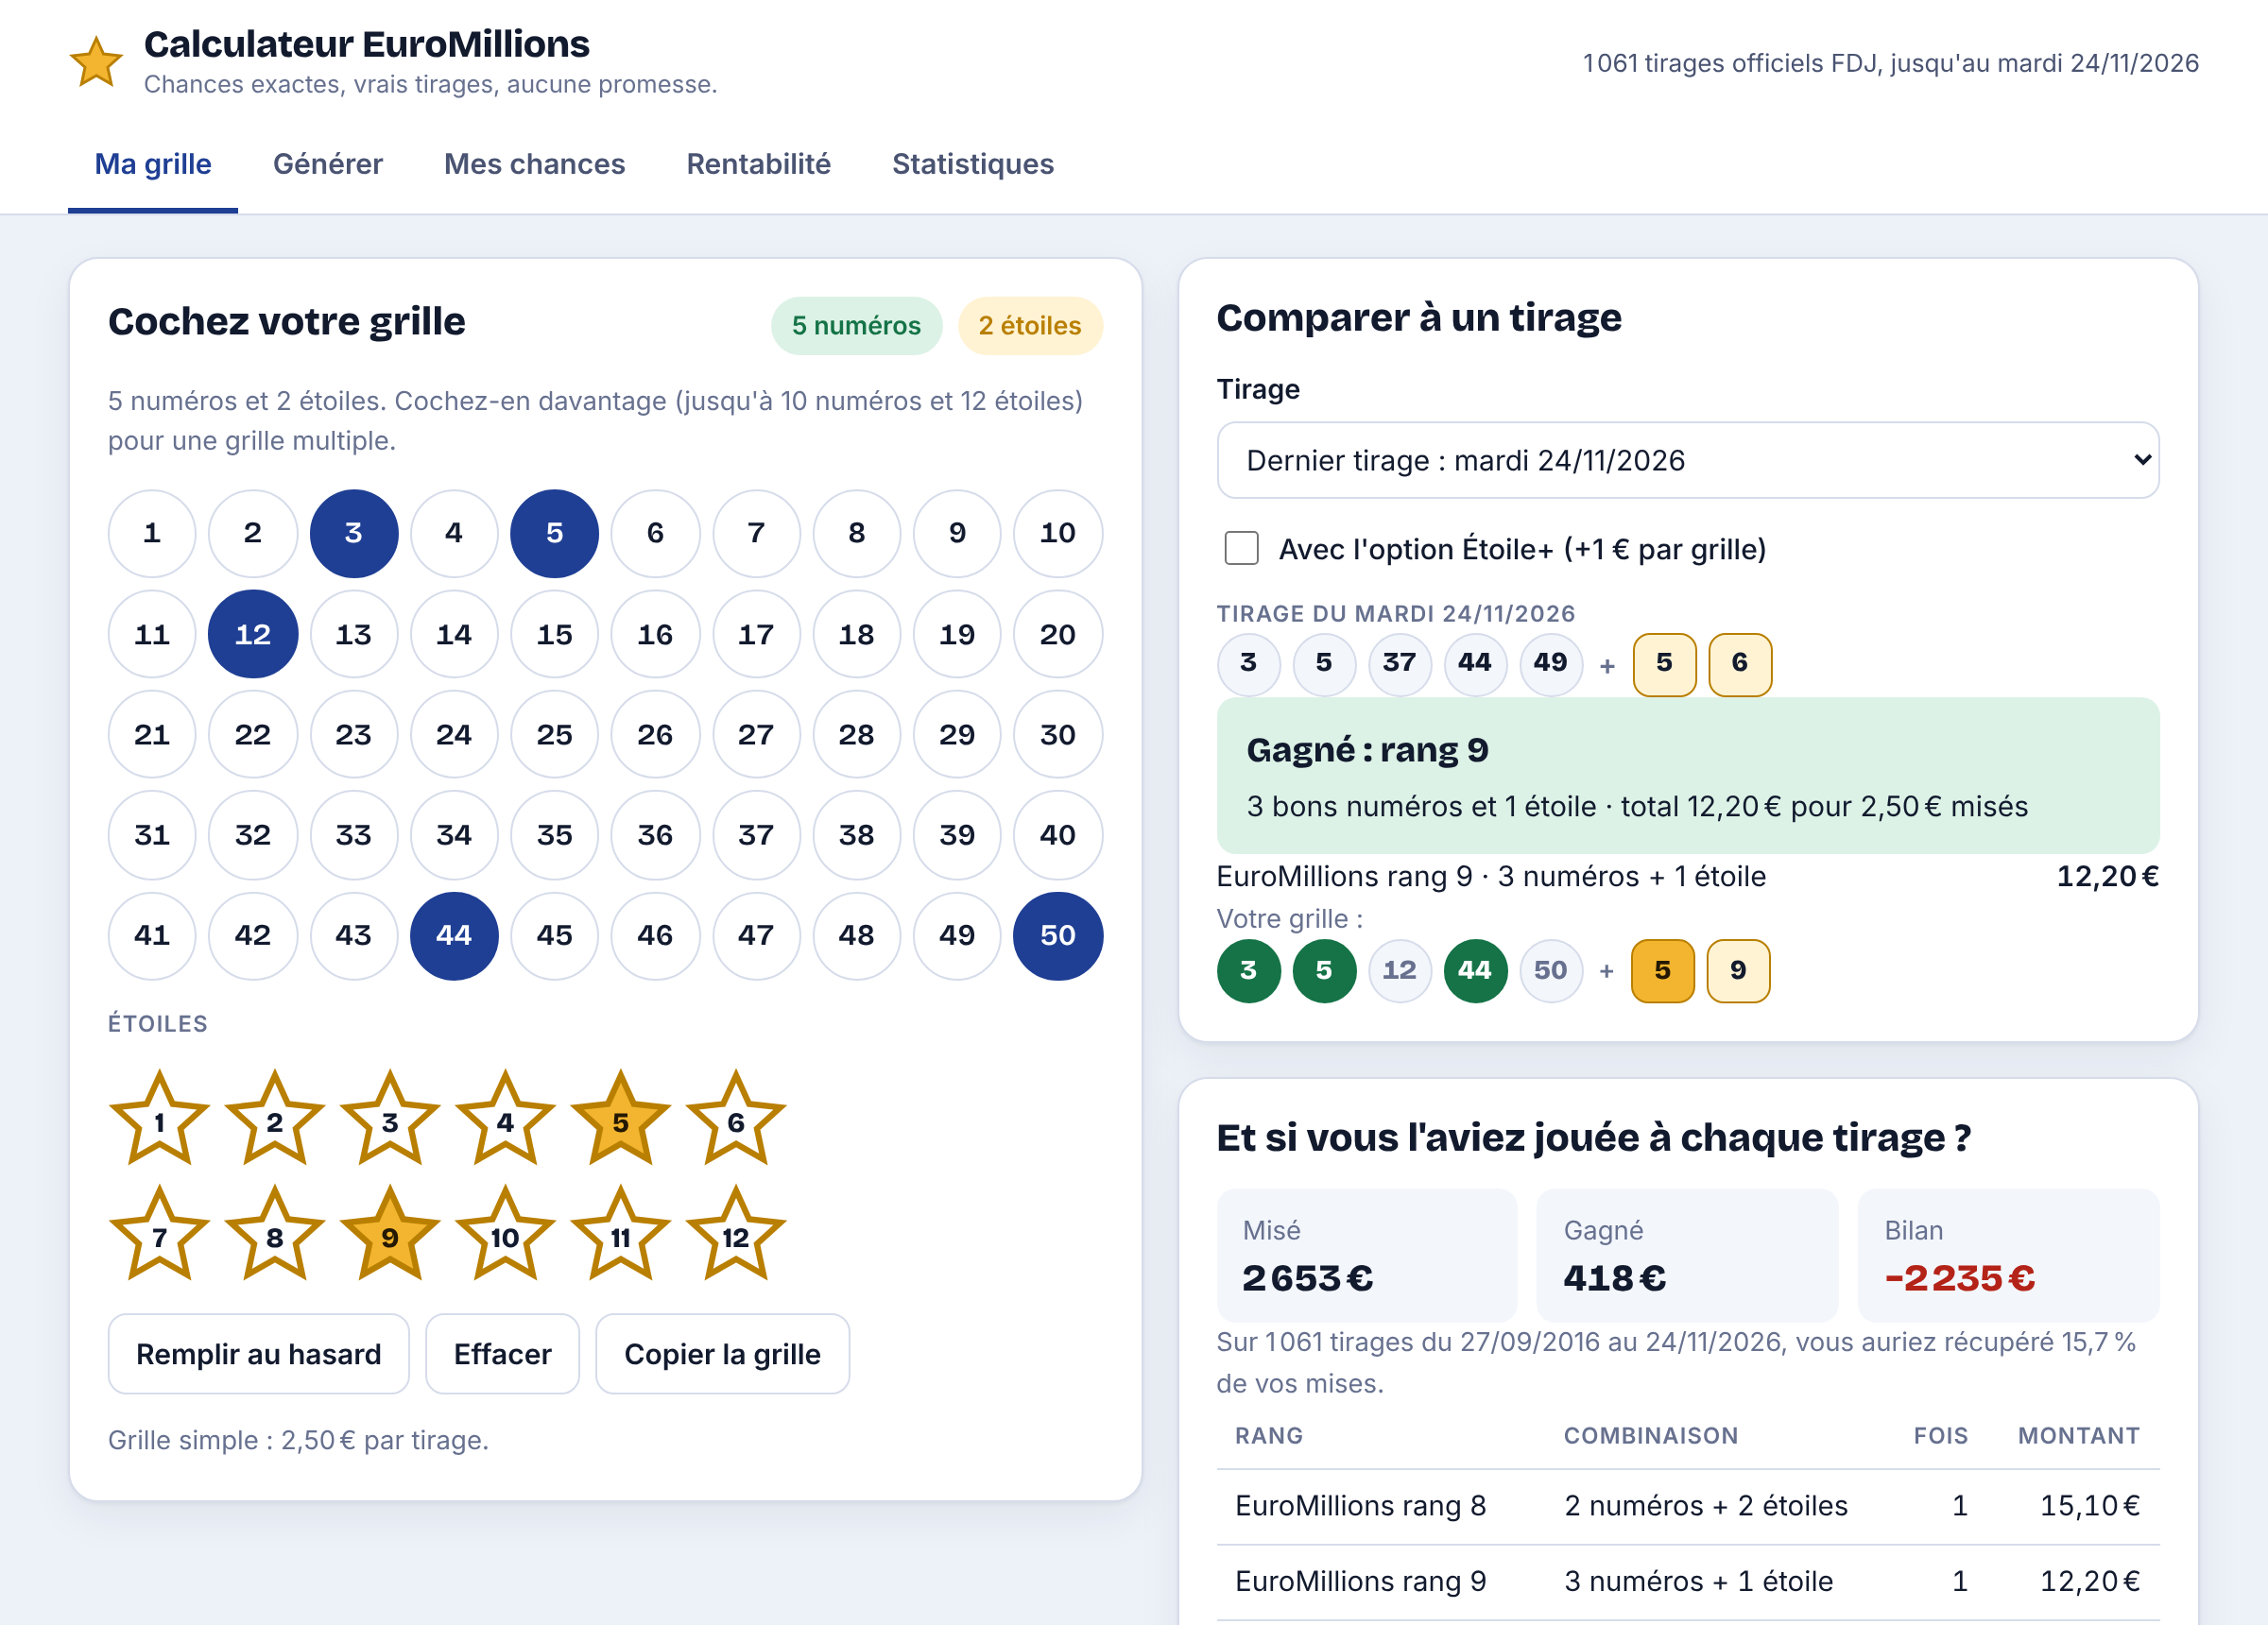 Calculateur EuroMillions
Chances exactes, vrais tirages, aucune promesse.
1 061 tirages officiels FDJ, jusqu'au mardi 24/11/2026
Ma grille Générer Mes chances Rentabilité Statistiques
Cochez votre grille
5 numéros 2 étoiles
5 numéros et 2 étoiles. Cochez-en davantage (jusqu'à 10 numéros et 12 étoiles)
pour une grille multiple.
1 2 3 4 5 6 7 8 9 10
11 12 13 14 15 16 17 18 19 20
21 22 23 24 25 26 27 28 29 30
31 32 33 34 35 36 37 38 39 40
41 42 43 44 45 46 47 48 49 50
ÉTOILES
1 2 3 4 5 6
7 8 9 10 11 12
Remplir au hasard Effacer Copier la grille
Grille simple : 2,50 € par tirage.
Comparer à un tirage
Tirage
Dernier tirage : mardi 24/11/2026
Avec l'option Étoile+ (+1 € par grille)
TIRAGE DU MARDI 24/11/2026
3 5 37 44 49 + 5 6
Gagné : rang 9
3 bons numéros et 1 étoile · total 12,20 € pour 2,50 € misés
EuroMillions rang 9 · 3 numéros + 1 étoile 12,20 €
Votre grille :
3 5 12 44 50 + 5 9
Et si vous l'aviez jouée à chaque tirage ?
Misé Gagné Bilan
2 653 € 418 € −2 235 €
Sur 1 061 tirages du 27/09/2016 au 24/11/2026, vous auriez récupéré 15,7 %
de vos mises.
RANG COMBINAISON FOIS MONTANT
EuroMillions rang 8 2 numéros + 2 étoiles 1 15,10 €
EuroMillions rang 9 3 numéros + 1 étoile 1 12,20 €